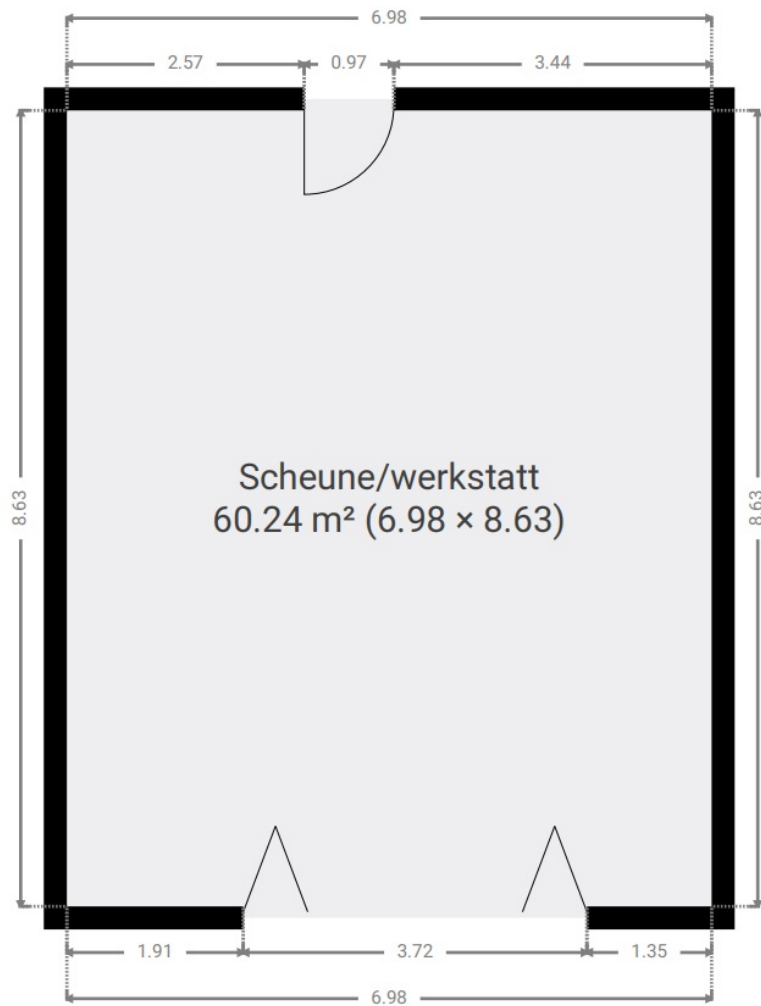 6.98
2.57 0.97 3.44
8.63 8.63
Scheune/werkstatt
60.24 m² (6.98 × 8.63)
1.91 3.72 1.35
6.98